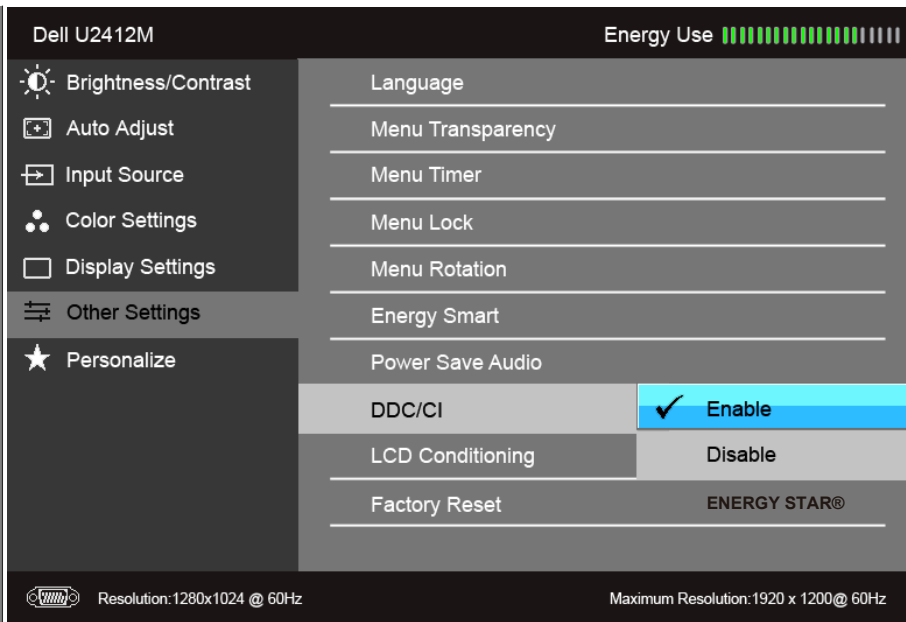 Dell U2412M
Energy Use
Brightness/Contrast
Auto Adjust
Input Source
Color Settings
Display Settings
Other Settings
Personalize
Language
Menu Transparency
Menu Timer
Menu Lock
Menu Rotation
Energy Smart
Power Save Audio
DDC/CI
Enable
Disable
LCD Conditioning
Factory Reset
ENERGY STAR®
Resolution:1280x1024 @ 60Hz
Maximum Resolution:1920 x 1200@ 60Hz